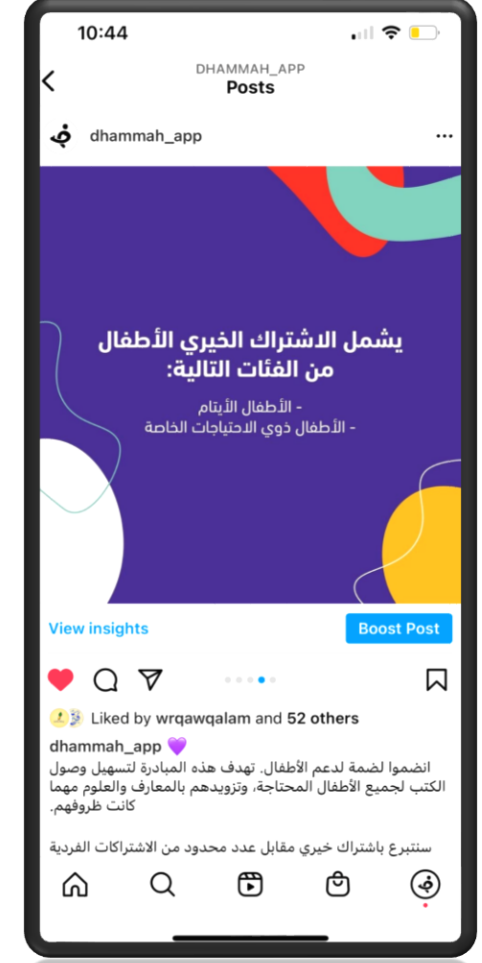 10:44
DHAMMAH_APP
Posts
dhammah_app
يشمل الاشتراك الخيري الأطفال
من الفئات التالية:
- الأطفال الأيتام
- الأطفال ذوي الاحتياجات الخاصة
View insights
Boost Post
Liked by wrqawqalam and 52 others
dhammah_app 💜
انضموا لضمة لدعم الأطفال. تهدف هذه المبادرة لتسهيل وصول
الكتب لجميع الأطفال المحتاجة، وتزويدهم بالمعارف والعلوم مهما
كانت ظروفهم.
سنتبرع باشتراك خيري مقابل عدد محدود من الاشتراكات الفردية